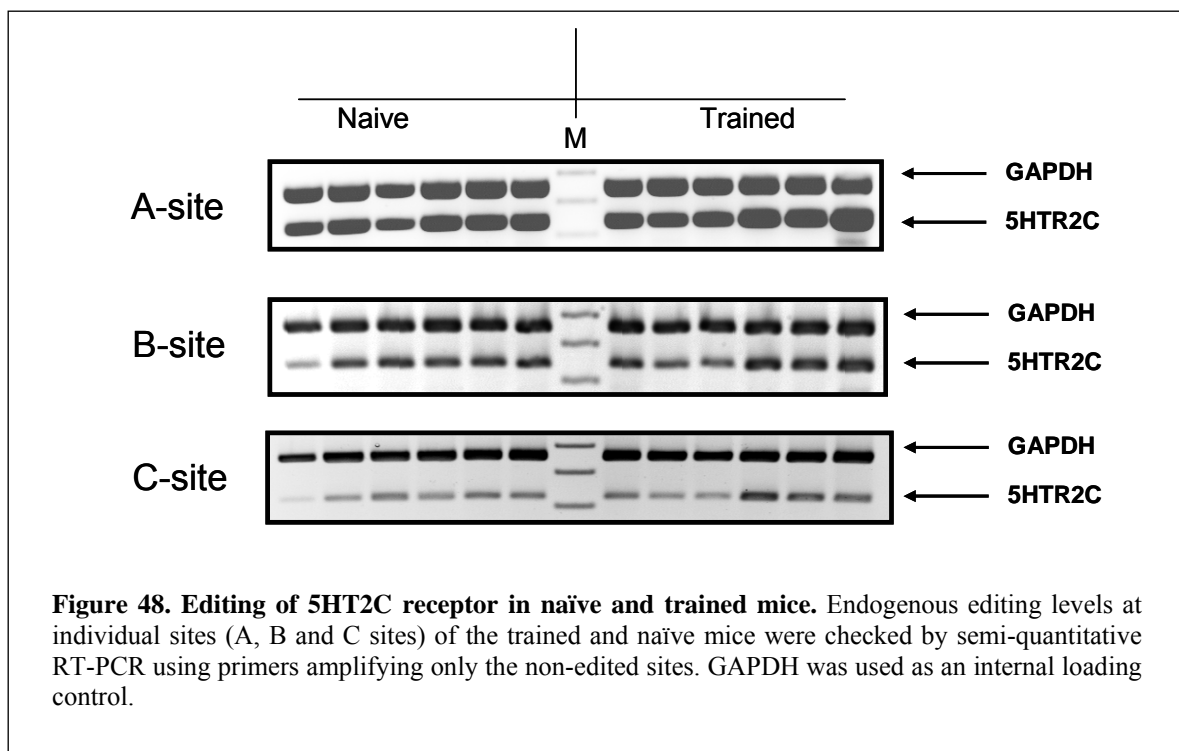 Naive
Trained
M
A-site
GAPDH
5HTR2C
B-site
GAPDH
5HTR2C
C-site
GAPDH
5HTR2C
Figure 48. Editing of 5HT2C receptor in naïve and trained mice. Endogenous editing levels at
individual sites (A, B and C sites) of the trained and naïve mice were checked by semi-quantitative
RT-PCR using primers amplifying only the non-edited sites. GAPDH was used as an internal loading
control.